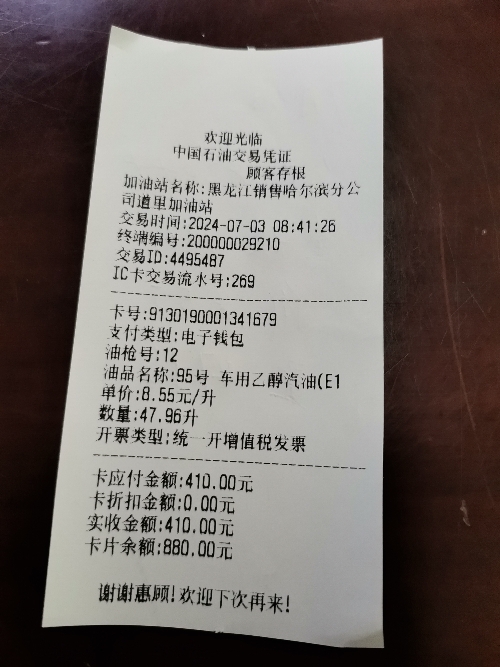 欢迎光临
中国石油交易凭证
顾客存根
加油站名称:黑龙江销售哈尔滨分公
司道里加油站
交易时间:2024-07-03 08:41:26
终端编号:200000029210
交易ID:4495487
IC卡交易流水号:269
卡号:9130190001341679
支付类型:电子钱包
油枪号:12
油品名称:95号 车用乙醇汽油(E1
单价:8.55元/升
数量:47.96升
开票类型:统一开增值税发票
卡应付金额:410.00元
卡折扣金额:0.00元
实收金额:410.00元
卡片余额:880.00元
谢谢惠顾!欢迎下次再来!